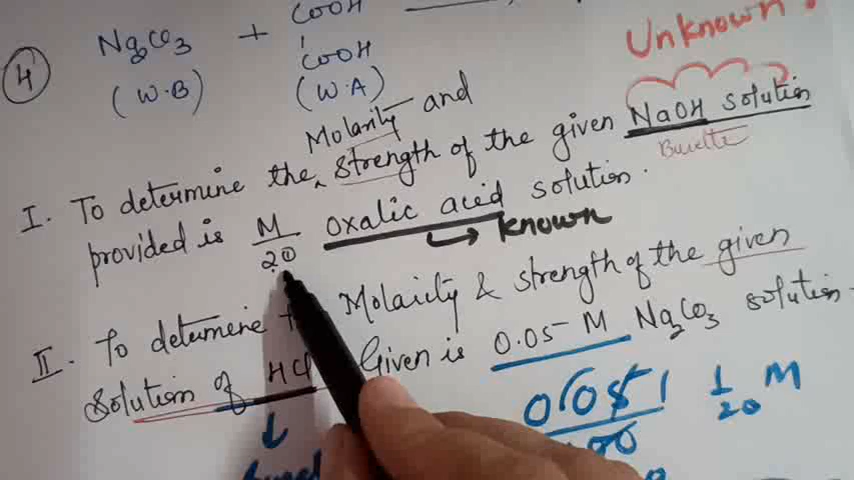 COOH
4 Na2CO3 + COOH
(W.B) (W.A)
Unknown.
Molarity and
I. To determine the ‸ strength of the given NaOH solution
Burette
provided is M/20 oxalic acid solution.
↳ known
II. To determine Molarity & strength of the given
solution of HCl Given is 0.05 M Na2CO3 solution.
1/20 M